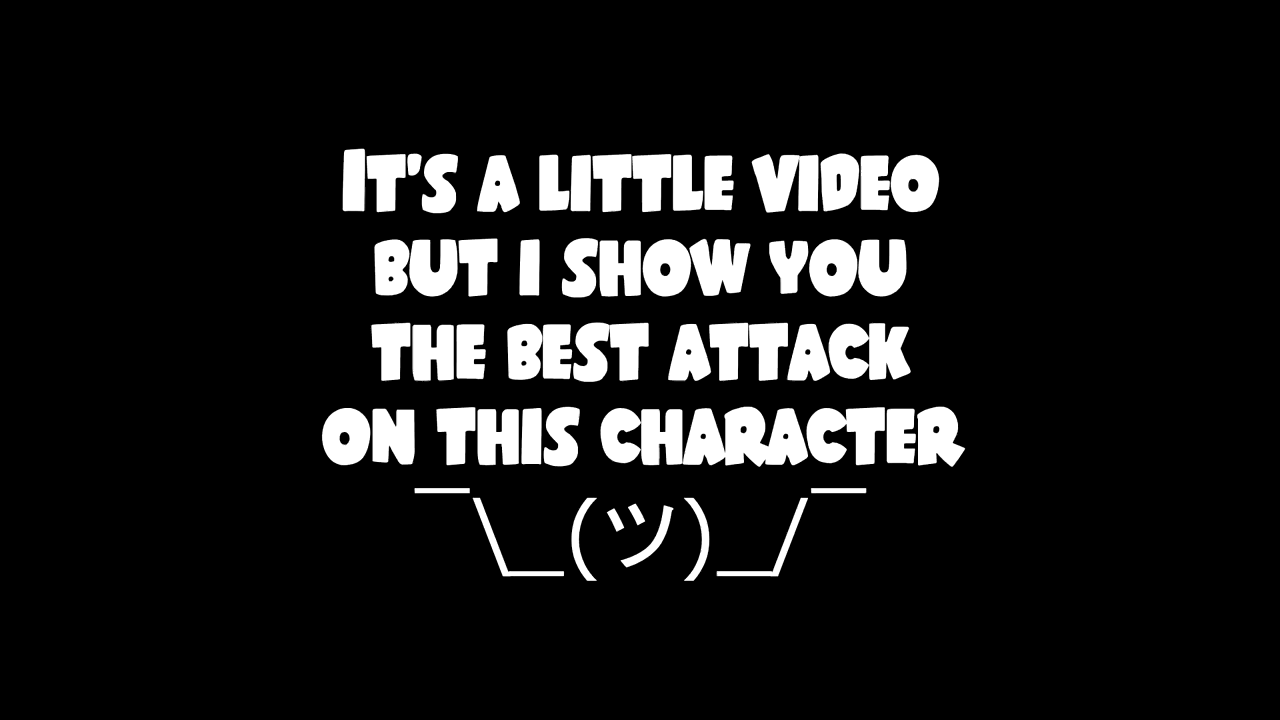 It's a little video
but I show you
the best attack
on this character
¯\_(ツ)_/¯